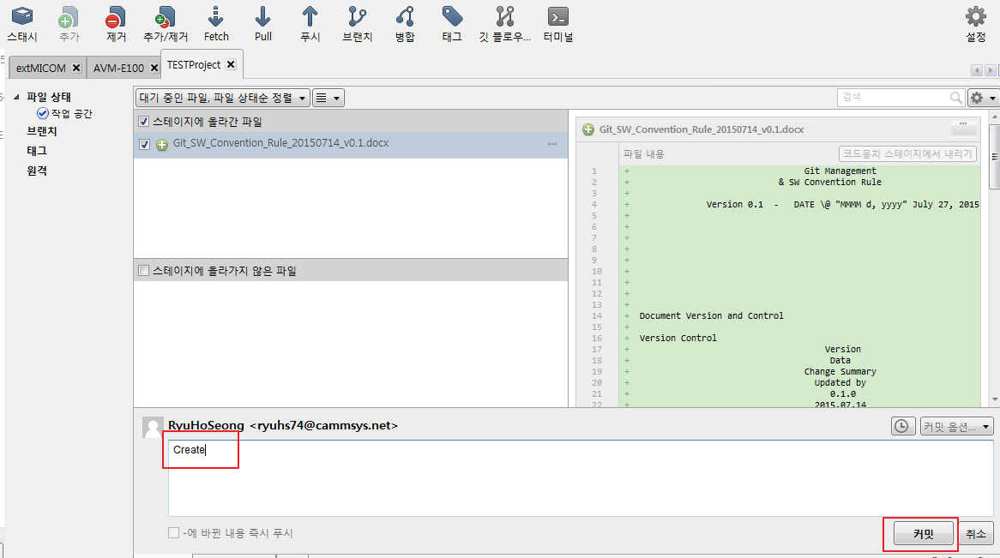 스태시 추가 제거 추가/제거 Fetch Pull 푸시 브랜치 병합 태그 깃 플로우... 터미널 설정
extMICOM AVM-E100 TESTProject
파일 상태
작업 공간
브랜치
태그
원격
대기 중인 파일, 파일 상태순 정렬
검색
스테이지에 올라간 파일
Git_SW_Convention_Rule_20150714_v0.1.docx ...
스테이지에 올라가지 않은 파일
Git_SW_Convention_Rule_20150714_v0.1.docx ...
파일 내용 코드뭉치 스테이지에서 내리기
1 + Git Management
2 + & SW Convention Rule
3 +
4 + Version 0.1 - DATE \@ "MMMM d, yyyy" July 27, 2015
5 +
6 +
7 +
8 +
9 +
10 +
11 +
12 +
13 +
14 + Document Version and Control
15 +
16 + Version Control
17 + Version
18 + Data
19 + Change Summary
20 + Updated by
21 + 0.1.0
22 + 2015.07.14
RyuHoSeong <ryuhs74@cammsys.net>
커밋 옵션...
Create
-에 바뀐 내용 즉시 푸시
커밋 취소